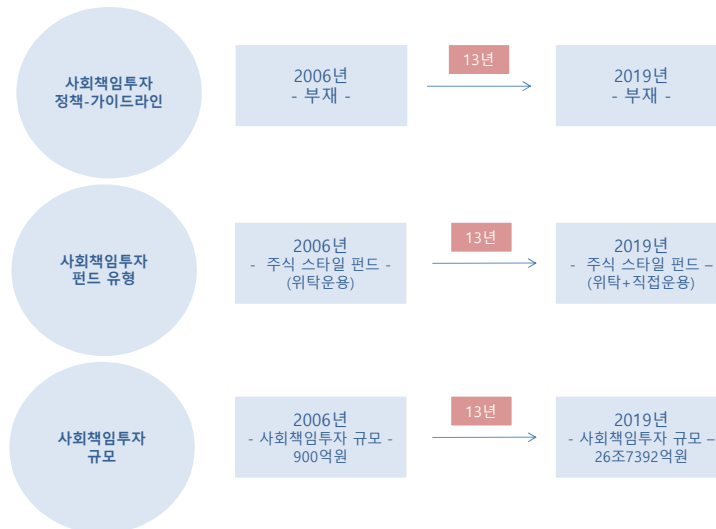 사회책임투자
정책-가이드라인
2006년
- 부재 -
13년
2019년
- 부재 -
사회책임투자
펀드 유형
2006년
- 주식 스타일 펀드 -
(위탁운용)
13년
2019년
- 주식 스타일 펀드 –
(위탁+직접운용)
사회책임투자
규모
2006년
- 사회책임투자 규모 -
900억원
13년
2019년
- 사회책임투자 규모 –
26조7392억원